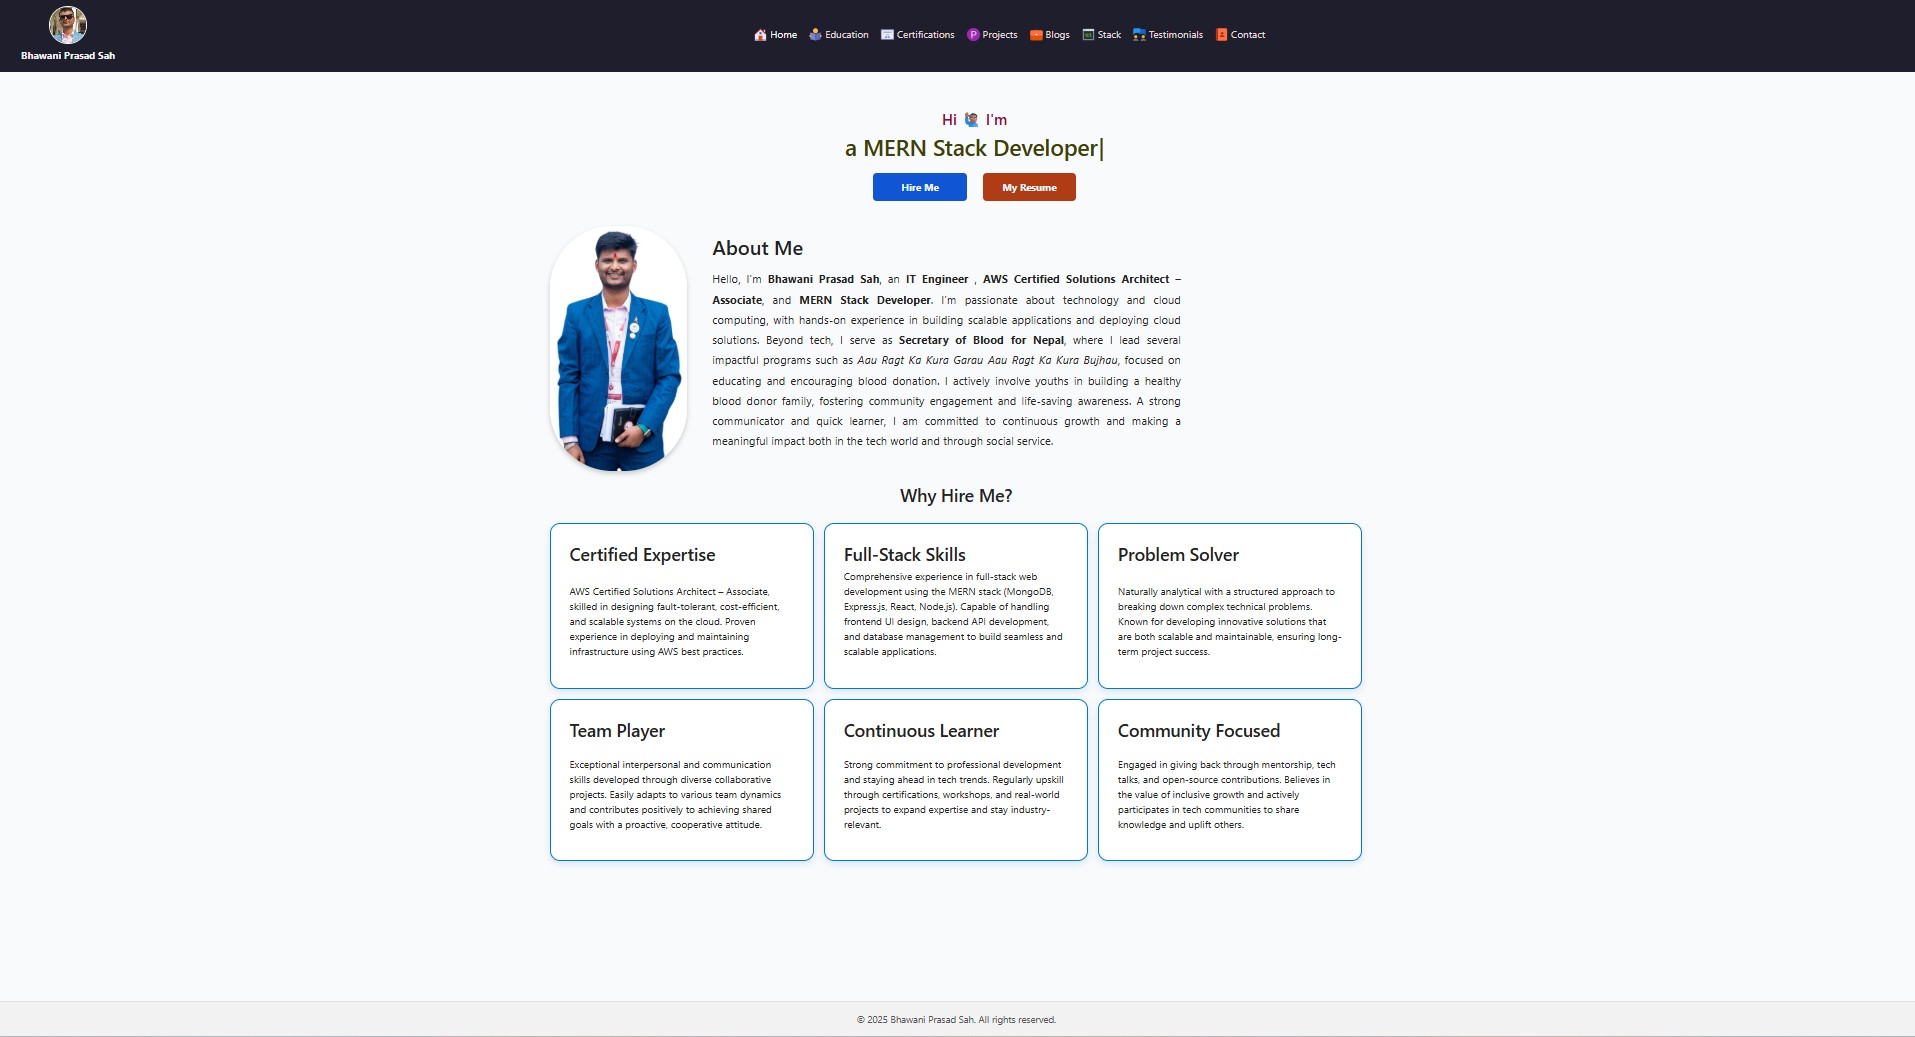 Bhawani Prasad Sah
Home Education Certifications Projects Blogs Stack Testimonials Contact
Hi I'm
a MERN Stack Developer|
Hire Me My Resume
About Me
Hello, I'm Bhawani Prasad Sah, an IT Engineer , AWS Certified Solutions Architect –
Associate, and MERN Stack Developer. I'm passionate about technology and cloud
computing, with hands-on experience in building scalable applications and deploying cloud
solutions. Beyond tech, I serve as Secretary of Blood for Nepal, where I lead several
impactful programs such as Aau Ragt Ka Kura Garau Aau Ragt Ka Kura Bujhau, focused on
educating and encouraging blood donation. I actively involve youths in building a healthy
blood donor family, fostering community engagement and life-saving awareness. A strong
communicator and quick learner, I am committed to continuous growth and making a
meaningful impact both in the tech world and through social service.
Why Hire Me?
Certified Expertise
AWS Certified Solutions Architect – Associate,
skilled in designing fault-tolerant, cost-efficient,
and scalable systems on the cloud. Proven
experience in deploying and maintaining
infrastructure using AWS best practices.
Full-Stack Skills
Comprehensive experience in full-stack web
development using the MERN stack (MongoDB,
Express.js, React, Node.js). Capable of handling
frontend UI design, backend API development,
and database management to build seamless and
scalable applications.
Problem Solver
Naturally analytical with a structured approach to
breaking down complex technical problems.
Known for developing innovative solutions that
are both scalable and maintainable, ensuring long-
term project success.
Team Player
Exceptional interpersonal and communication
skills developed through diverse collaborative
projects. Easily adapts to various team dynamics
and contributes positively to achieving shared
goals with a proactive, cooperative attitude.
Continuous Learner
Strong commitment to professional development
and staying ahead in tech trends. Regularly upskill
through certifications, workshops, and real-world
projects to expand expertise and stay industry-
relevant.
Community Focused
Engaged in giving back through mentorship, tech
talks, and open-source contributions. Believes in
the value of inclusive growth and actively
participates in tech communities to share
knowledge and uplift others.
© 2025 Bhawani Prasad Sah. All rights reserved.